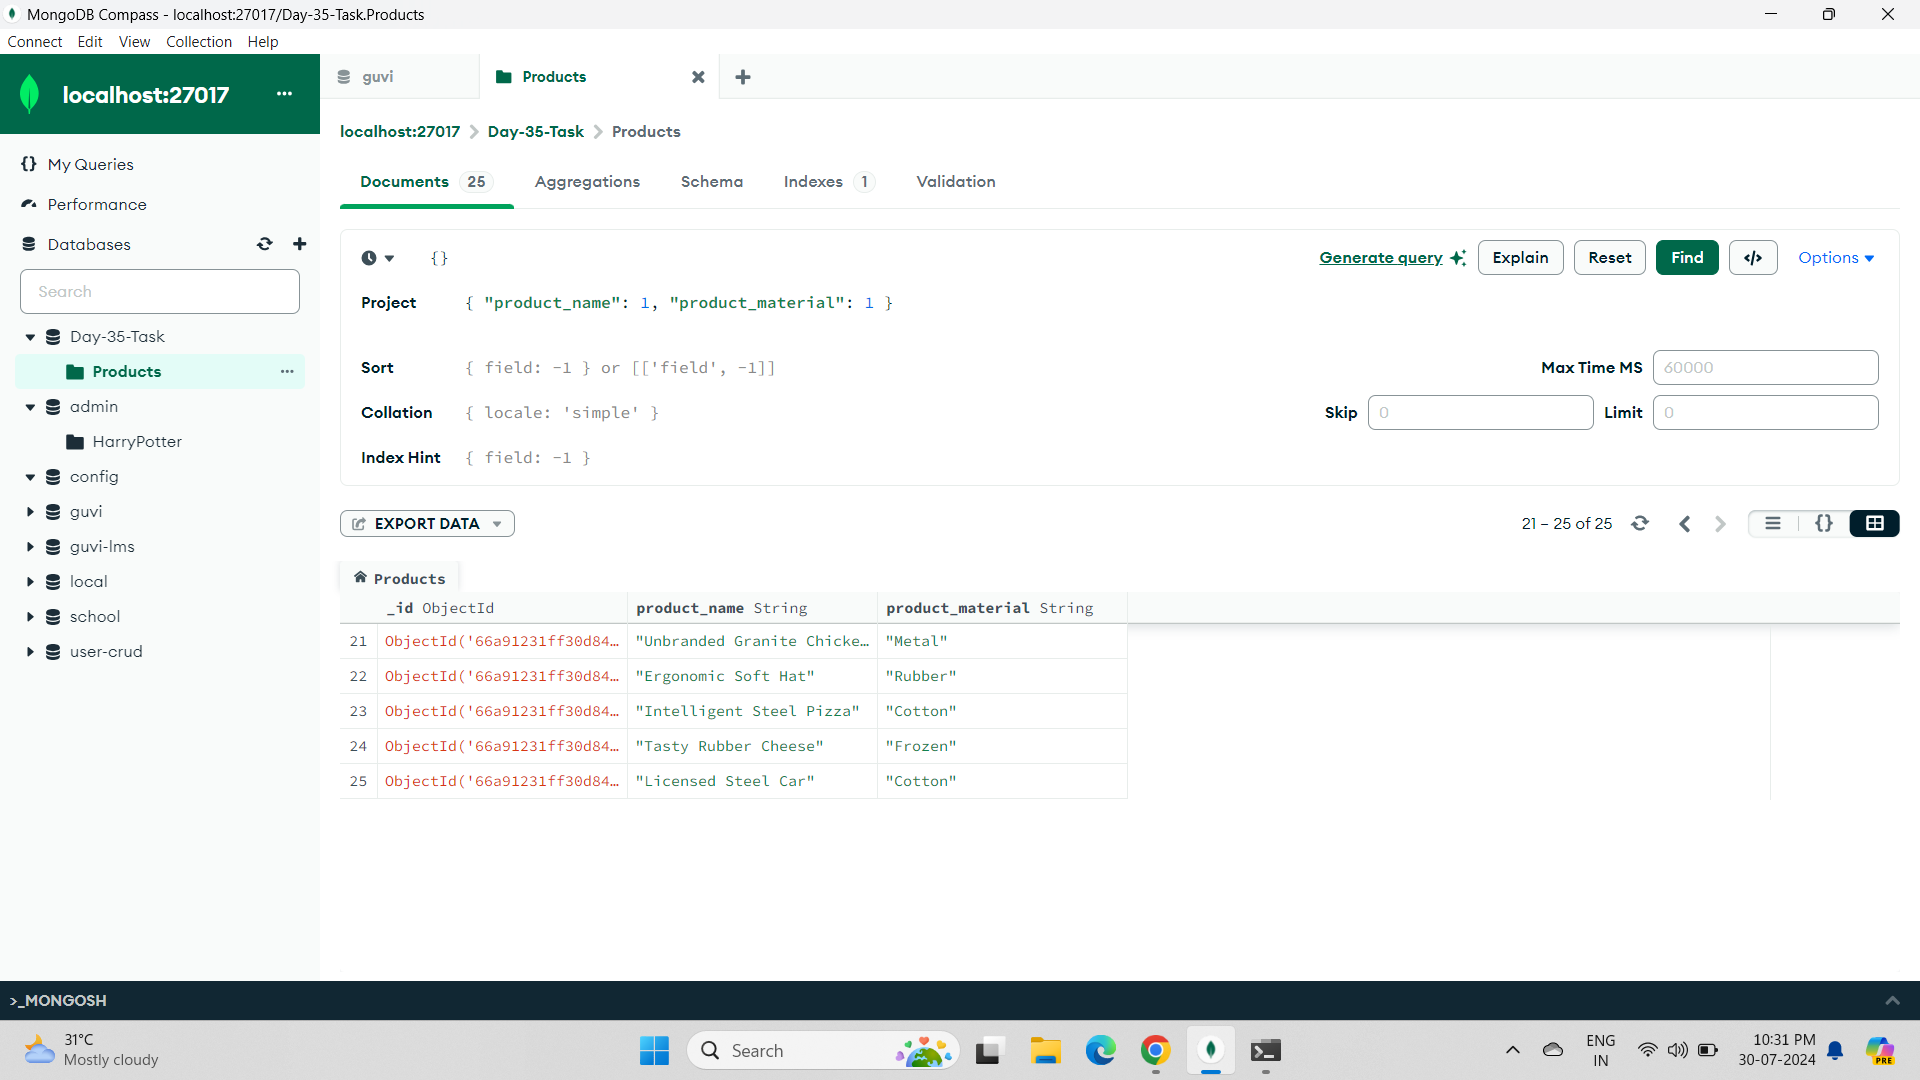 MongoDB Compass - localhost:27017/Day-35-Task.Products
Connect Edit View Collection Help
localhost:27017 ...
guvi
Products
localhost:27017 > Day-35-Task > Products
{} My Queries
Performance
Databases
Search
Day-35-Task
Products ...
admin
HarryPotter
config
guvi
guvi-lms
local
school
user-crud
Documents 25 Aggregations Schema Indexes 1 Validation
{} Generate query Explain Reset Find </> Options
Project { "product_name": 1, "product_material": 1 }
Sort { field: -1 } or [['field', -1]] Max Time MS 60000
Collation { locale: 'simple' } Skip 0 Limit 0
Index Hint { field: -1 }
EXPORT DATA 21 – 25 of 25 {}
Products
_id ObjectId product_name String product_material String
21 ObjectId('66a91231ff30d84… "Unbranded Granite Chicke… "Metal"
22 ObjectId('66a91231ff30d84… "Ergonomic Soft Hat" "Rubber"
23 ObjectId('66a91231ff30d84… "Intelligent Steel Pizza" "Cotton"
24 ObjectId('66a91231ff30d84… "Tasty Rubber Cheese" "Frozen"
25 ObjectId('66a91231ff30d84… "Licensed Steel Car" "Cotton"
>_MONGOSH
31°C
Mostly cloudy
Search
ENG
IN
10:31 PM
30-07-2024
PRE